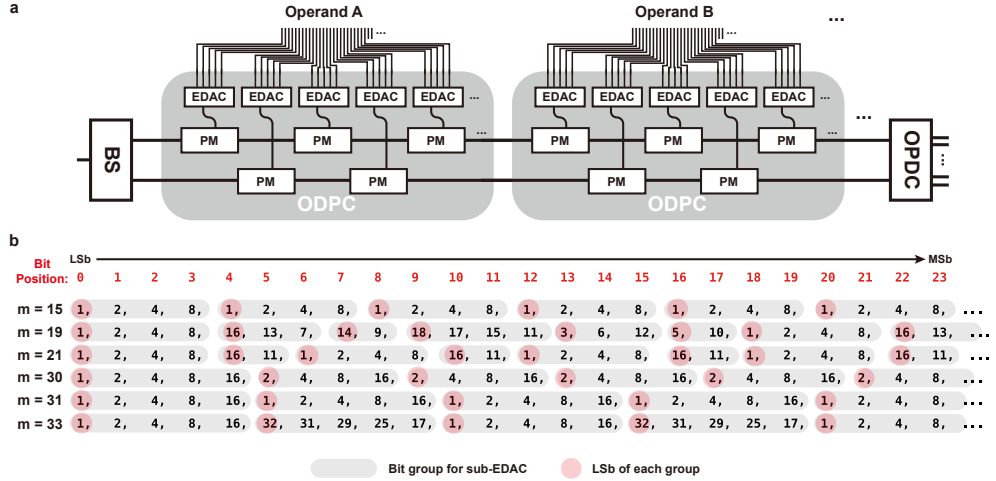 a
Operand A Operand B ...
... ...
EDAC EDAC EDAC EDAC EDAC ... EDAC EDAC EDAC EDAC EDAC ...
PM PM PM ... PM PM PM ... ...
BS OPDC ...
PM PM PM PM
ODPC ODPC
b
LSb MSb
Bit Position: 0 1 2 3 4 5 6 7 8 9 10 11 12 13 14 15 16 17 18 19 20 21 22 23
m = 15 1, 2, 4, 8, 1, 2, 4, 8, 1, 2, 4, 8, 1, 2, 4, 8, 1, 2, 4, 8, 1, 2, 4, 8, ...
m = 19 1, 2, 4, 8, 16, 13, 7, 14, 9, 18, 17, 15, 11, 3, 6, 12, 5, 10, 1, 2, 4, 8, 16, 13, ...
m = 21 1, 2, 4, 8, 16, 11, 1, 2, 4, 8, 16, 11, 1, 2, 4, 8, 16, 11, 1, 2, 4, 8, 16, 11, ...
m = 30 1, 2, 4, 8, 16, 2, 4, 8, 16, 2, 4, 8, 16, 2, 4, 8, 16, 2, 4, 8, 16, 2, 4, 8, ...
m = 31 1, 2, 4, 8, 16, 1, 2, 4, 8, 16, 1, 2, 4, 8, 16, 1, 2, 4, 8, 16, 1, 2, 4, 8, ...
m = 33 1, 2, 4, 8, 16, 32, 31, 29, 25, 17, 1, 2, 4, 8, 16, 32, 31, 29, 25, 17, 1, 2, 4, 8, ...
Bit group for sub-EDAC LSb of each group